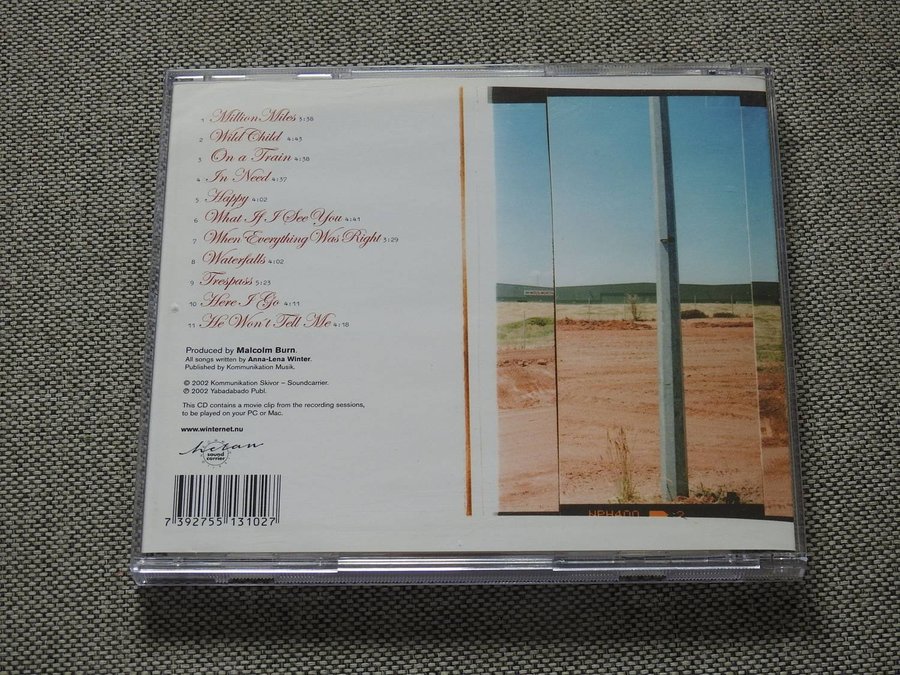 1 Million Miles 5:38
2 Wild Child 4:43
3 On a Train 4:38
4 In Need 4:37
5 Happy 4:02
6 What If I See You 4:41
7 When Everything Was Right 3:29
8 Waterfalls 4:02
9 Trespass 5:23
10 Here I Go 4:11
11 He Won't Tell Me 4:18
Produced by Malcolm Burn.
All songs written by Anna-Lena Winter.
Published by Kommunikation Musik.
© 2002 Kommunikation Skivor – Soundcarrier.
℗ 2002 Yabadabado Publ.
This CD contains a movie clip from the recording sessions,
to be played on your PC or Mac.
www.winternet.nu
sound
carrier
7 392755 131027
NPH400 2